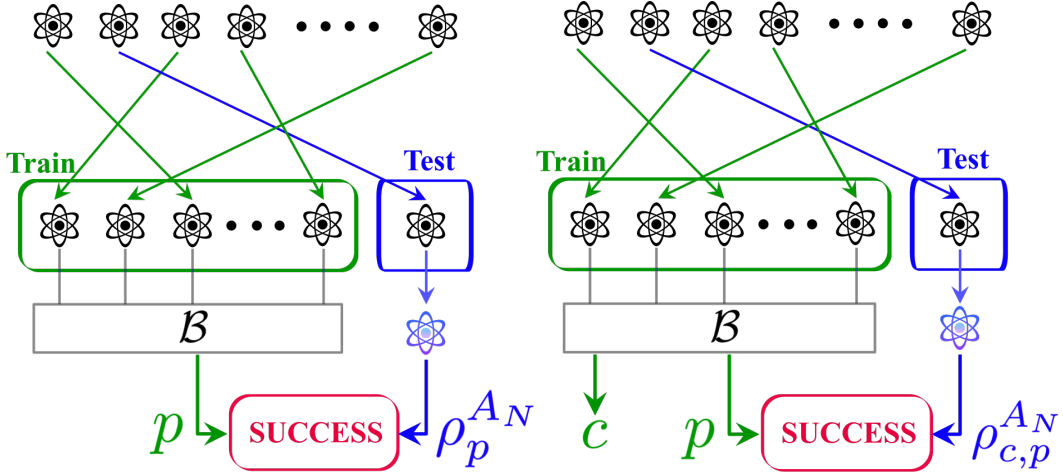 Train
Test
Train
Test
ℬ
ℬ
p
SUCCESS
ρ_p^{A_N}
c
p
SUCCESS
ρ_{c,p}^{A_N}